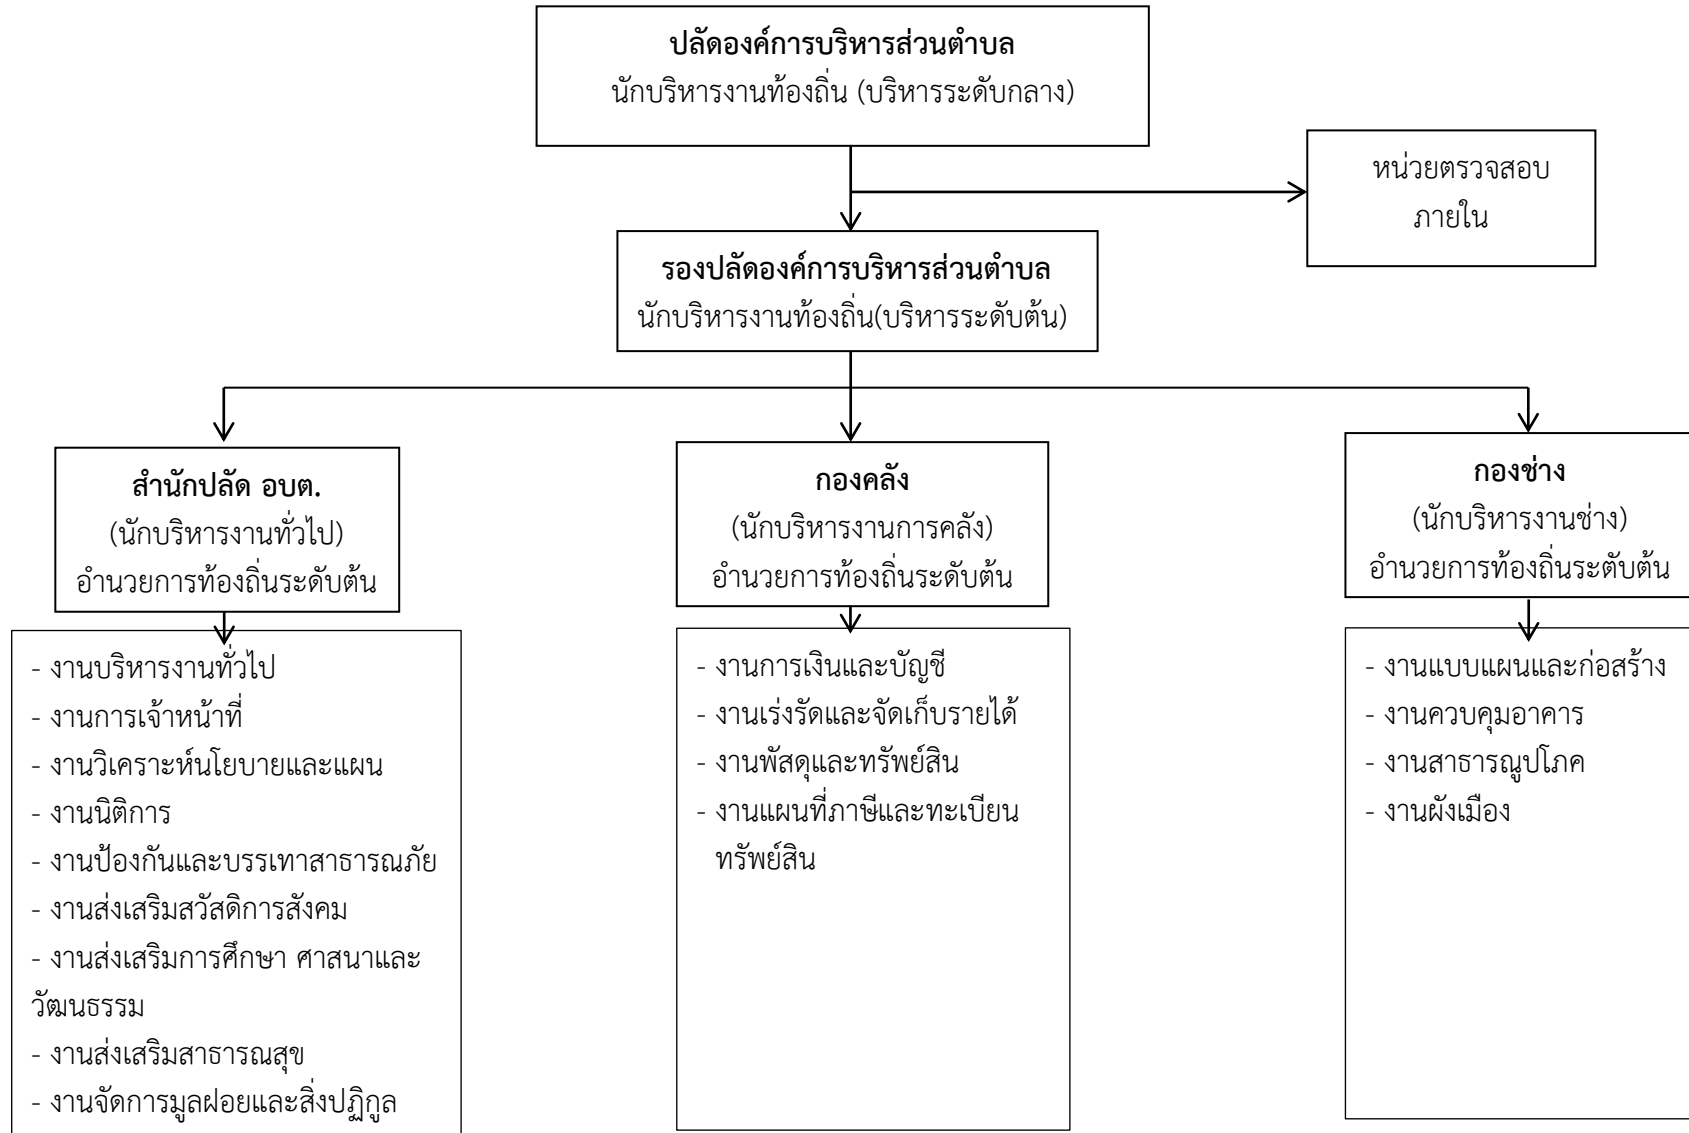 ปลัดองค์การบริหารส่วนตำบล
นักบริหารงานท้องถิ่น (บริหารระดับกลาง)
หน่วยตรวจสอบ
ภายใน
รองปลัดองค์การบริหารส่วนตำบล
นักบริหารงานท้องถิ่น(บริหารระดับต้น)
สำนักปลัด อบต.
(นักบริหารงานทั่วไป)
อำนวยการท้องถิ่นระดับต้น
กองคลัง
(นักบริหารงานการคลัง)
อำนวยการท้องถิ่นระดับต้น
กองช่าง
(นักบริหารงานช่าง)
อำนวยการท้องถิ่นระตับต้น
- งานบริหารงานทั่วไป
- งานการเจ้าหน้าที่
- งานวิเคราะห์นโยบายและแผน
- งานนิติการ
- งานป้องกันและบรรเทาสาธารณภัย
- งานส่งเสริมสวัสดิการสังคม
- งานส่งเสริมการศึกษา ศาสนาและ
วัฒนธรรม
- งานส่งเสริมสาธารณสุข
- งานจัดการมูลฝอยและสิ่งปฏิกูล
- งานการเงินและบัญชี
- งานเร่งรัดและจัดเก็บรายได้
- งานพัสดุและทรัพย์สิน
- งานแผนที่ภาษีและทะเบียน
ทรัพย์สิน
- งานแบบแผนและก่อสร้าง
- งานควบคุมอาคาร
- งานสาธารณูปโภค
- งานผังเมือง